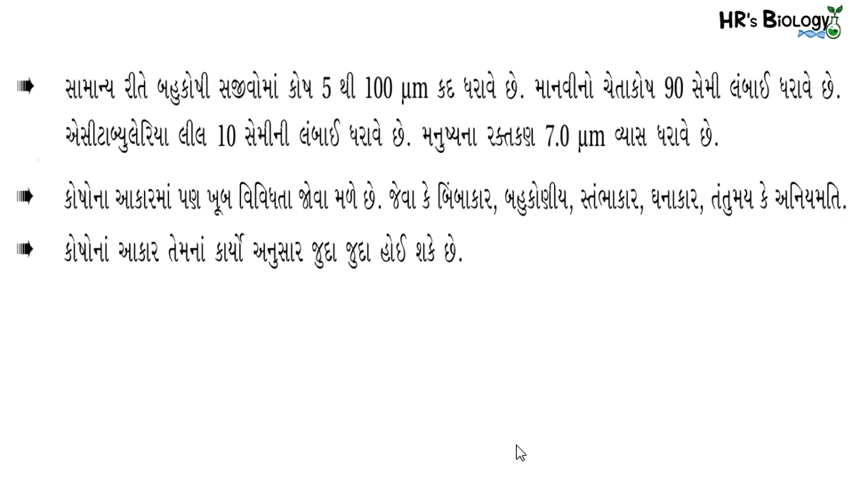 HR's Biology
સામાન્ય રીતે બહુકોષી સજીવોમાં કોષ 5 થી 100 µm કદ ધરાવે છે. માનવીનો ચેતાકોષ 90 સેમી લંબાઈ ધરાવે છે.
એસીટાબ્યુલેરિયા લીલ 10 સેમીની લંબાઈ ધરાવે છે. મનુષ્યના રક્તકણ 7.0 µm વ્યાસ ધરાવે છે.
કોષોના આકારમાં પણ ખૂબ વિવિધતા જોવા મળે છે. જેવા કે બિંબાકાર, બહુકોણીય, સ્તંભાકાર, ઘનાકાર, તંતુમય કે અનિયમતિ.
કોષોનાં આકાર તેમનાં કાર્યો અનુસાર જુદા જુદા હોઈ શકે છે.